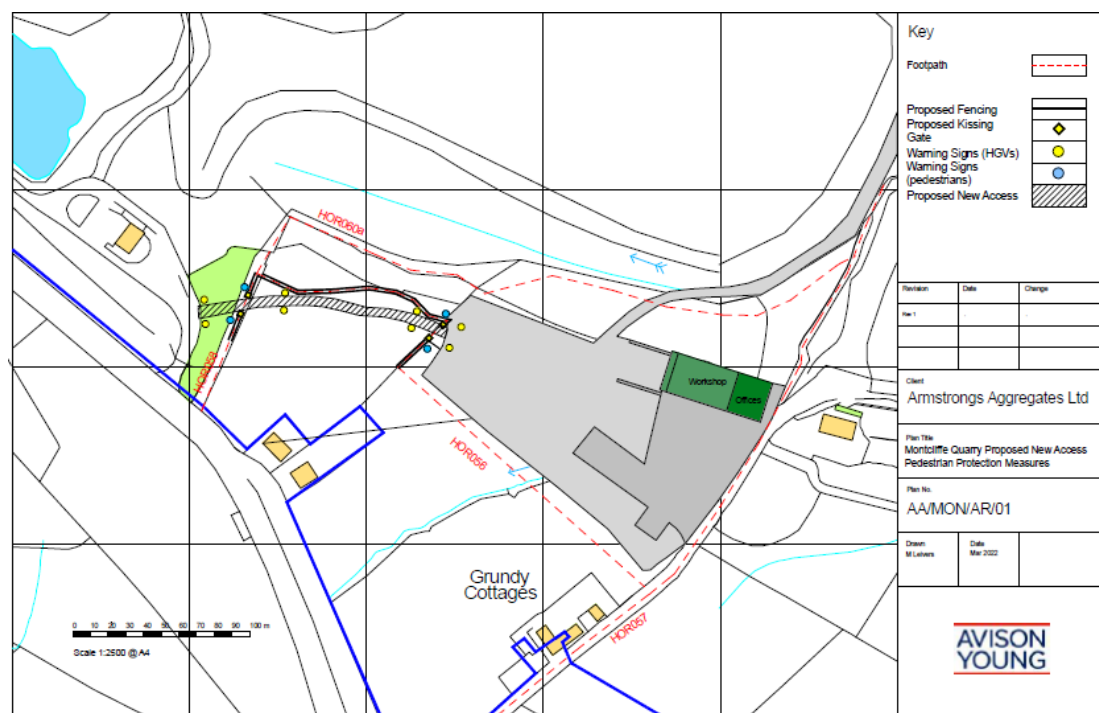 Key
Footpath
Proposed Fencing
Proposed Kissing
Gate
Warning Signs (HGVs)
Warning Signs
(pedestrians)
Proposed New Access
HOR060a
HOR058
HOR056
Workshop
Offices
Grundy
Cottages
HOR057
0 10 20 30 40 50 60 70 80 90 100 m
Scale 1:2500 @ A4
Revision Date Change
Rev 1
Client
Armstrongs Aggregates Ltd
Plan Title
Montcliffe Quarry Proposed New Access
Pedestrian Protection Measures
Plan No.
AA/MON/AR/01
Drawn Date
M Leivers Mar 2022
AVISON
YOUNG